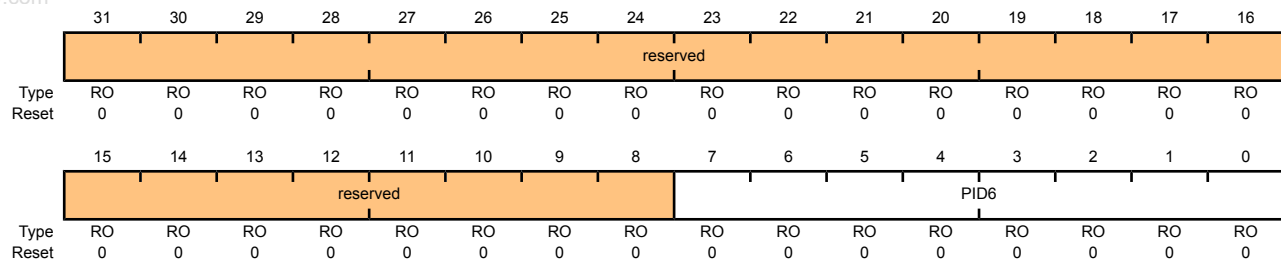 .com
31 30 29 28 27 26 25 24 23 22 21 20 19 18 17 16
reserved
Type RO RO RO RO RO RO RO RO RO RO RO RO RO RO RO RO
Reset 0 0 0 0 0 0 0 0 0 0 0 0 0 0 0 0
15 14 13 12 11 10 9 8 7 6 5 4 3 2 1 0
reserved PID6
Type RO RO RO RO RO RO RO RO RO RO RO RO RO RO RO RO
Reset 0 0 0 0 0 0 0 0 0 0 0 0 0 0 0 0